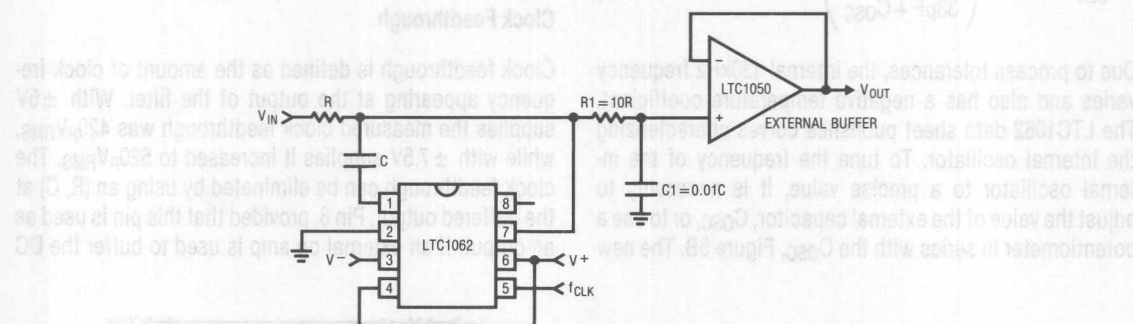 Clock Feedthrough
( 33pF + COSC )
Clock feedthrough is defined as the amount of clock fre-
quency appearing at the output of the filter. With ±5V
supplies the measured clock feedthrough was 420µVRMS,
while with ±7.5V supplies it increased to 520µVRMS. The
clock feedthrough can be eliminated by using an (R, C) at
the buffered output, Pin 8, provided that this pin is used as
an output. If an external op amp is used to buffer the DC
Due to process tolerances, the internal 130kHz frequency
varies and also has a negative temperature coefficient.
The LTC1062 data sheet publishes curves characterizing
the internal oscillator. To tune the frequency of the in-
ternal oscillator to a precise value, it is necessary to
adjust the value of the external capacitor, COSC, or to use a
potentiometer in series with the COSC, Figure 5B. The new
VIN
R
C
R1=10R
C1=0.01C
−
+
LTC1050
VOUT
EXTERNAL BUFFER
1
2
3
4
LTC1062
8
7
6
5
V−
V+
fCLK